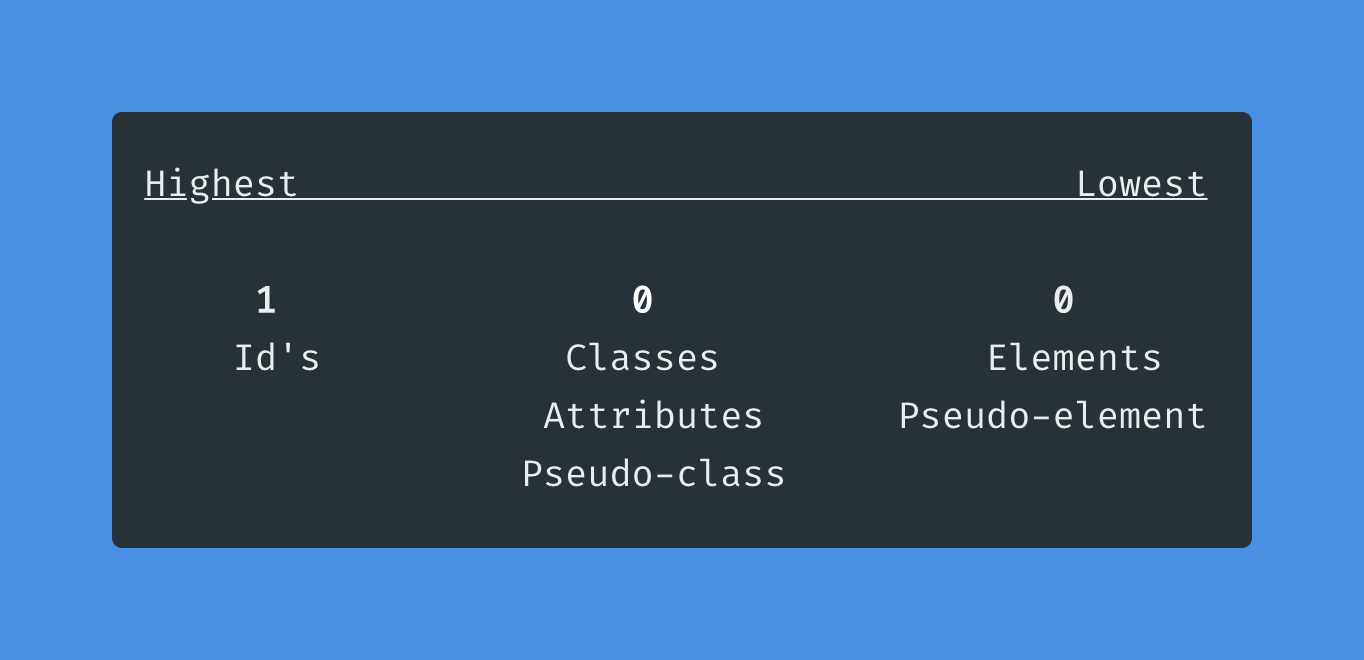 Highest Lowest
1 0 0
Id's Classes Elements
Attributes Pseudo-element
Pseudo-class